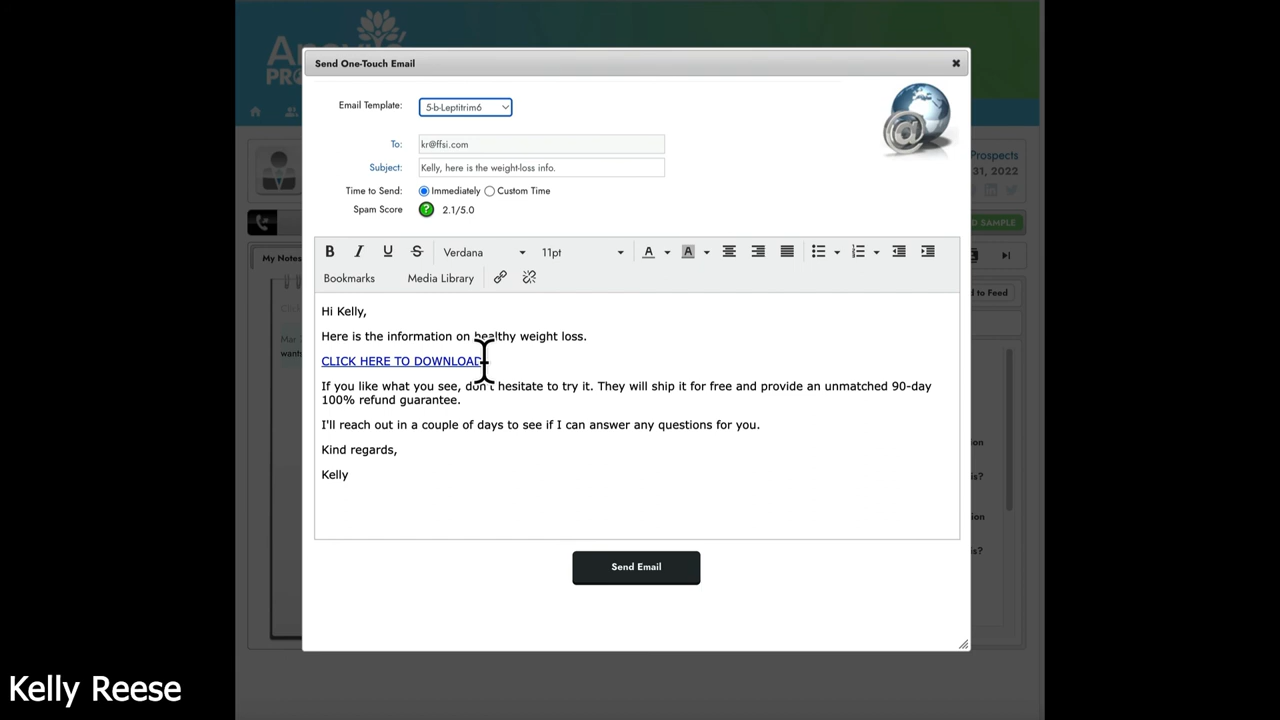 Send One-Touch Email
Email Template: 5-b-Leptitrim6
To: kr@ffsi.com
Subject: Kelly, here is the weight-loss info.
Time to Send: Immediately Custom Time
Spam Score ? 2.1/5.0
Prospects
31, 2022
SAMPLE
B I U S Verdana 11pt A A
My Notes
Bookmarks Media Library
to Feed
Hi Kelly,
Here is the information on healthy weight loss.
CLICK HERE TO DOWNLOAD
If you like what you see, don't hesitate to try it. They will ship it for free and provide an unmatched 90-day
100% refund guarantee.
I'll reach out in a couple of days to see if I can answer any questions for you.
Kind regards,
Kelly
Send Email
Kelly Reese